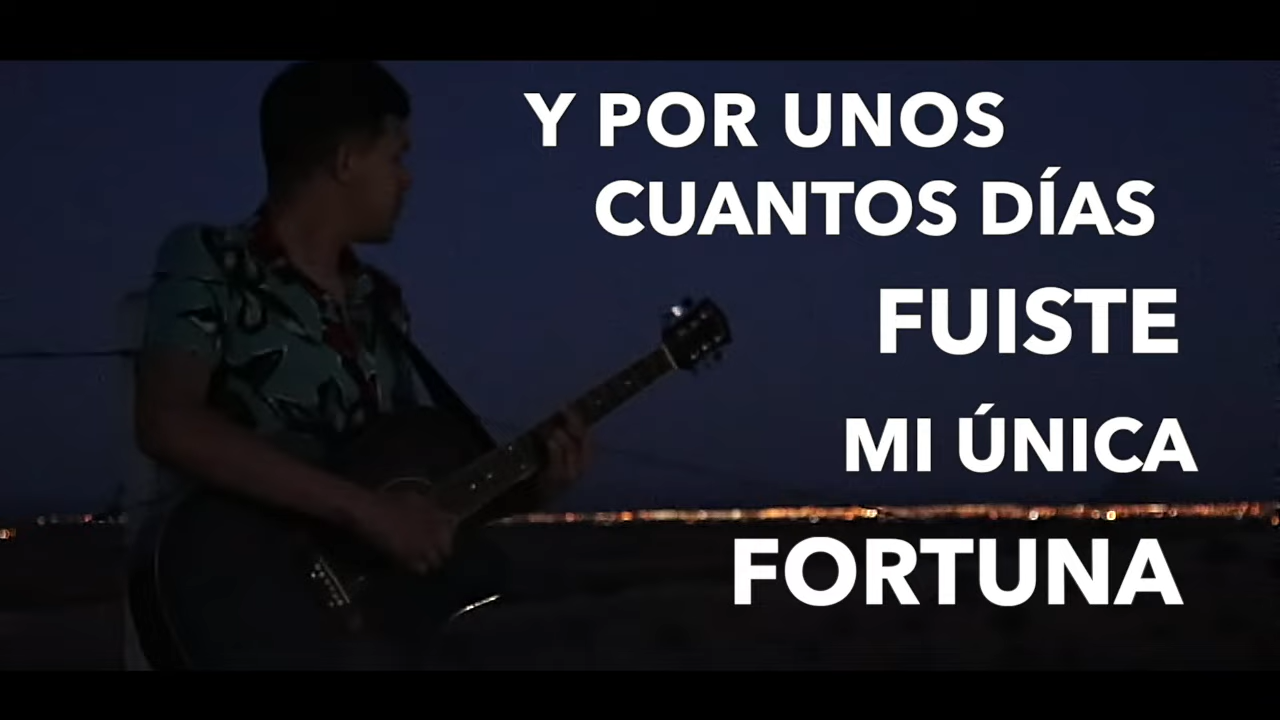 Y POR UNOS
CUANTOS DÍAS
FUISTE
MI ÚNICA
FORTUNA